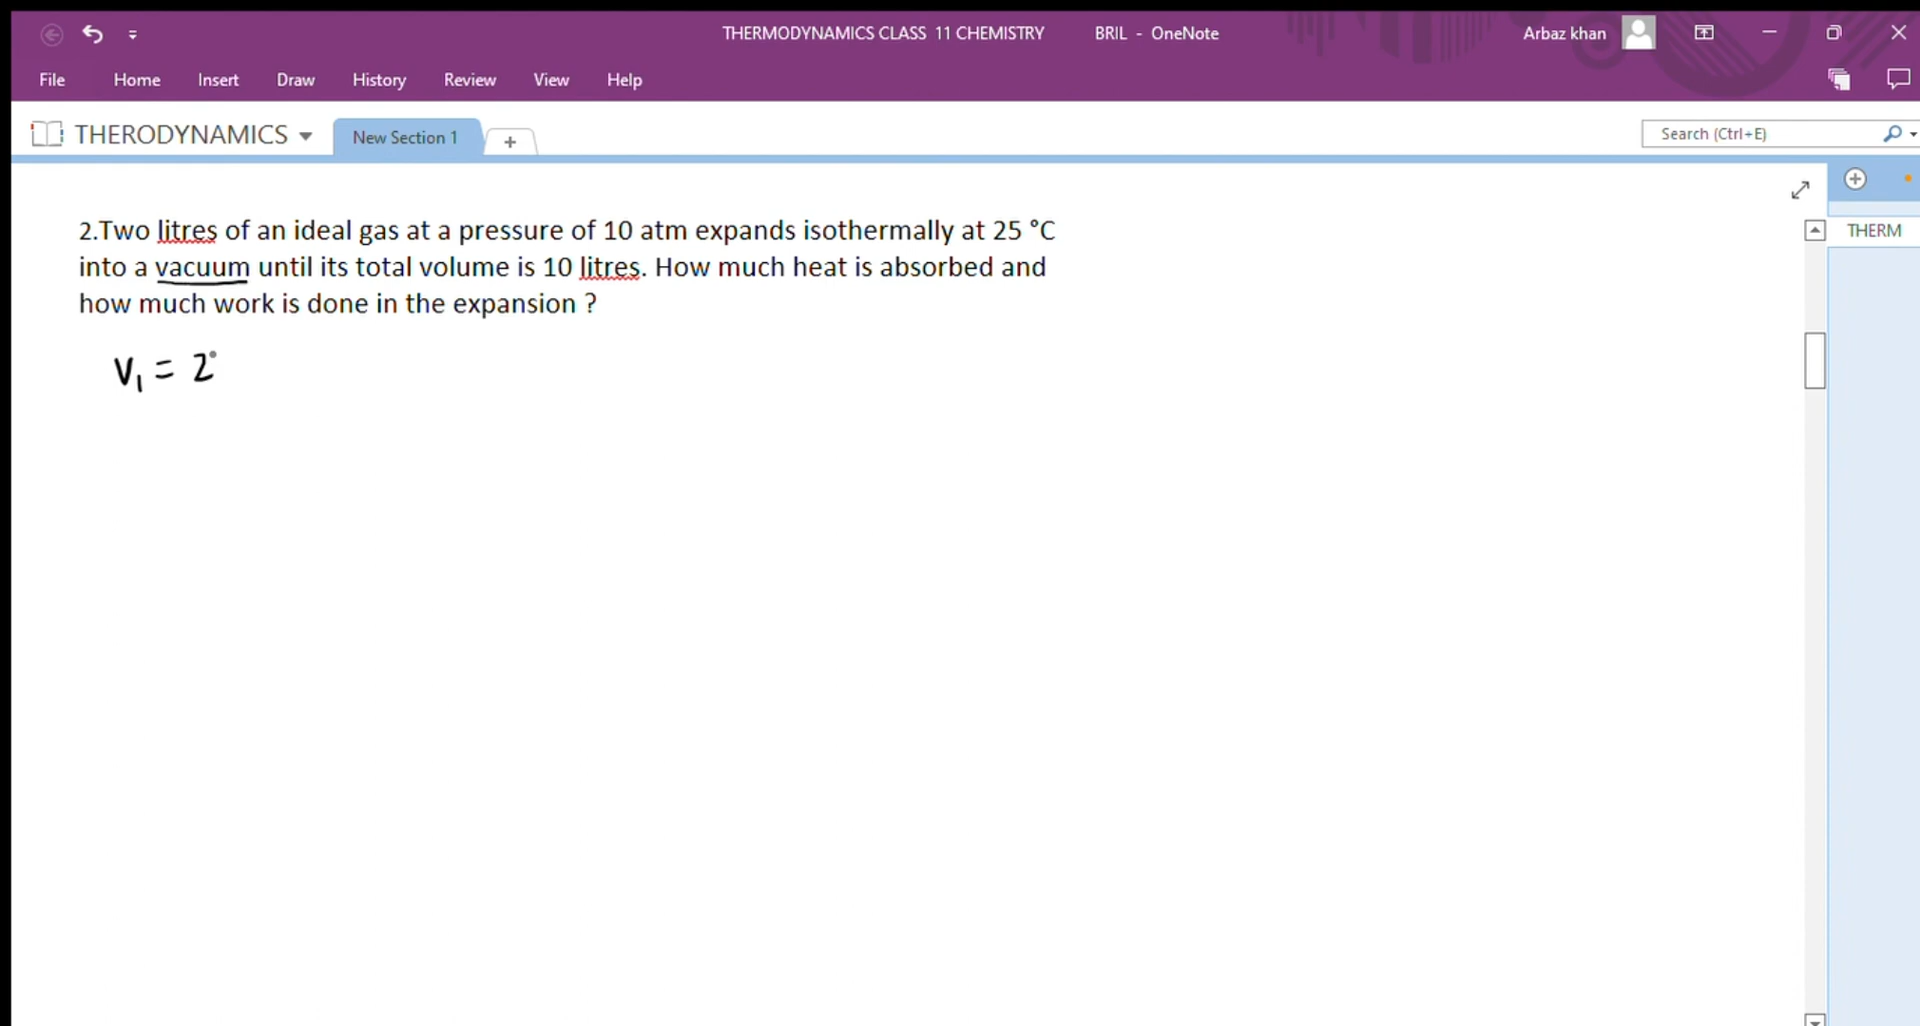 THERMODYNAMICS CLASS 11 CHEMISTRY BRIL - OneNote Arbaz khan
File Home Insert Draw History Review View Help
THERODYNAMICS New Section 1 + Search (Ctrl+E)
THERM
2.Two litres of an ideal gas at a pressure of 10 atm expands isothermally at 25 °C
into a vacuum until its total volume is 10 litres. How much heat is absorbed and
how much work is done in the expansion ?
V₁ = 2